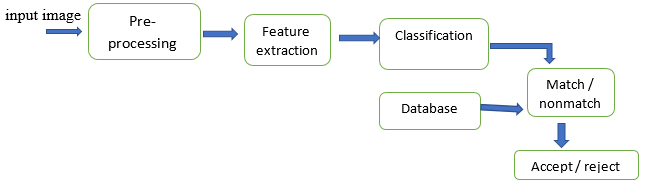 input image
Pre-
processing
Feature
extraction
Classification
Match /
nonmatch
Database
Accept / reject